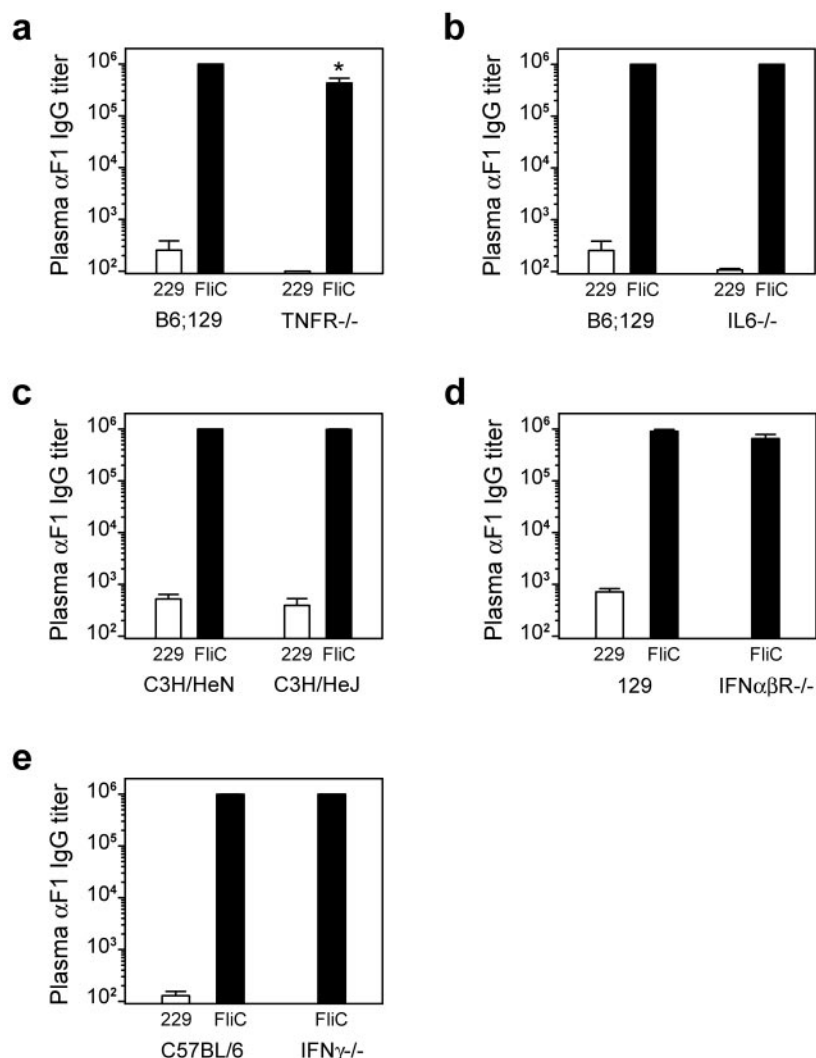 a
Plasma αF1 IgG titer
10⁶
10⁵
10⁴
10³
10²
*
229 FliC 229 FliC
B6;129 TNFR-/-
b
Plasma αF1 IgG titer
10⁶
10⁵
10⁴
10³
10²
229 FliC 229 FliC
B6;129 IL6-/-
c
Plasma αF1 IgG titer
10⁶
10⁵
10⁴
10³
10²
229 FliC 229 FliC
C3H/HeN C3H/HeJ
d
Plasma αF1 IgG titer
10⁶
10⁵
10⁴
10³
10²
229 FliC FliC
129 IFNαβR-/-
e
Plasma αF1 IgG titer
10⁶
10⁵
10⁴
10³
10²
229 FliC FliC
C57BL/6 IFNγ-/-